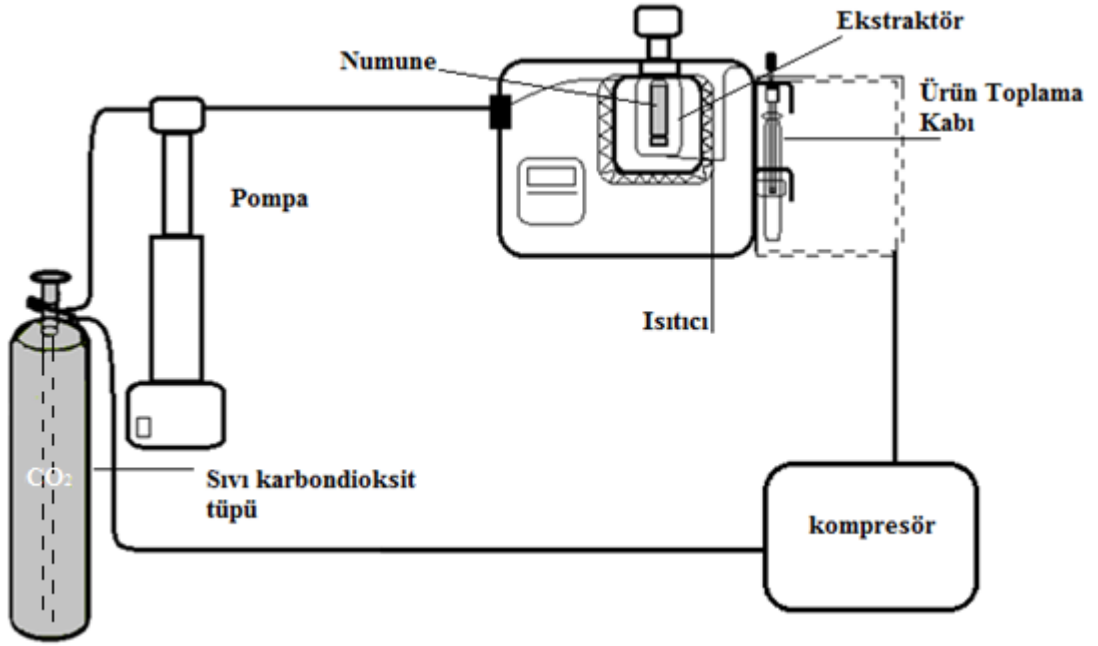 Ekstraktör
Numune
Ürün Toplama
Kabı
Pompa
Isıtıcı
CO₂
Sıvı karbondioksit
tüpü
kompresör